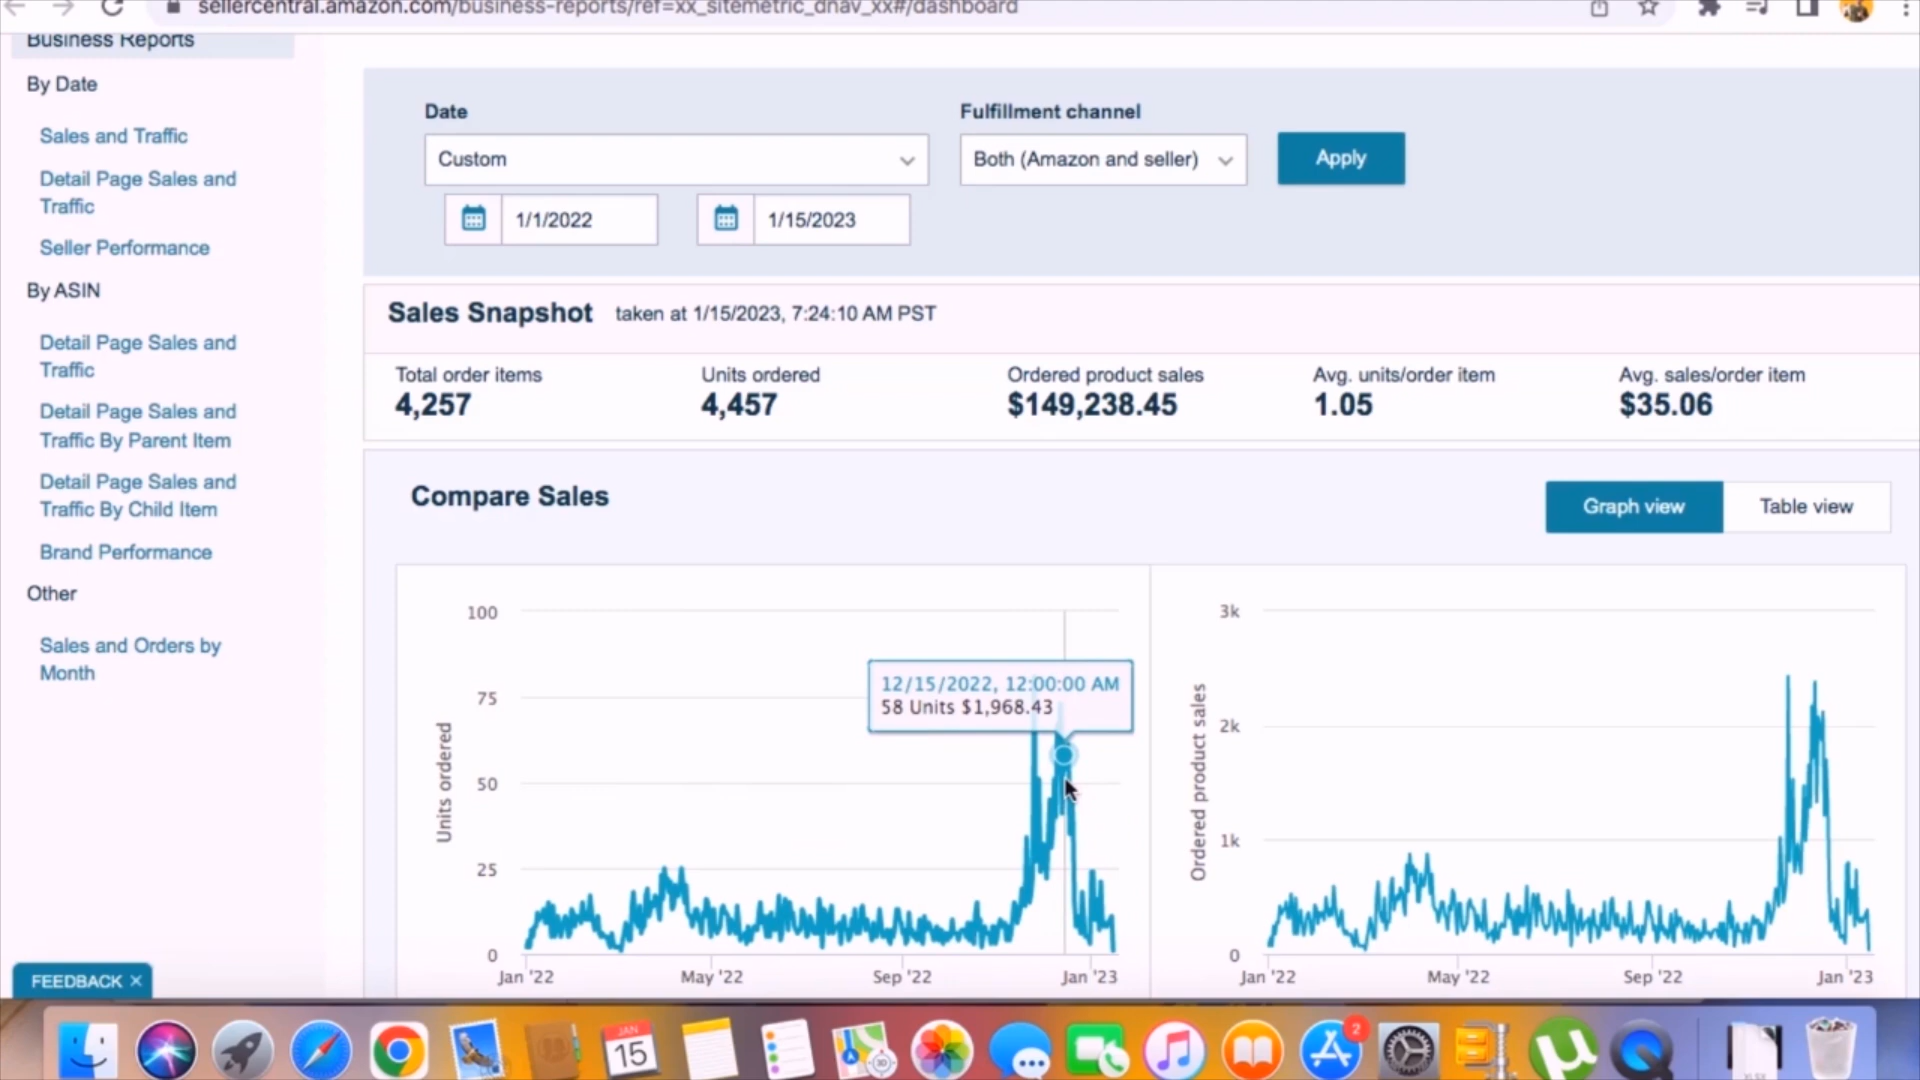 sellercentral.amazon.com/business-reports/ref=xx_sitemetric_dnav_xx#/dashboard
Business Reports
By Date
Sales and Traffic
Detail Page Sales and
Traffic
Seller Performance
By ASIN
Detail Page Sales and
Traffic
Detail Page Sales and
Traffic By Parent Item
Detail Page Sales and
Traffic By Child Item
Brand Performance
Other
Sales and Orders by
Month
FEEDBACK ×
Date
Fulfillment channel
Custom
Both (Amazon and seller)
Apply
1/1/2022
1/15/2023
Sales Snapshot taken at 1/15/2023, 7:24:10 AM PST
Total order items
4,257
Units ordered
4,457
Ordered product sales
$149,238.45
Avg. units/order item
1.05
Avg. sales/order item
$35.06
Compare Sales
Graph view
Table view
Units ordered
100
75
50
25
0
12/15/2022, 12:00:00 AM
58 Units $1,968.43
Jan '22
May '22
Sep '22
Jan '23
Ordered product sales
3k
2k
1k
0
Jan '22
May '22
Sep '22
Jan '23
JAN
15
2